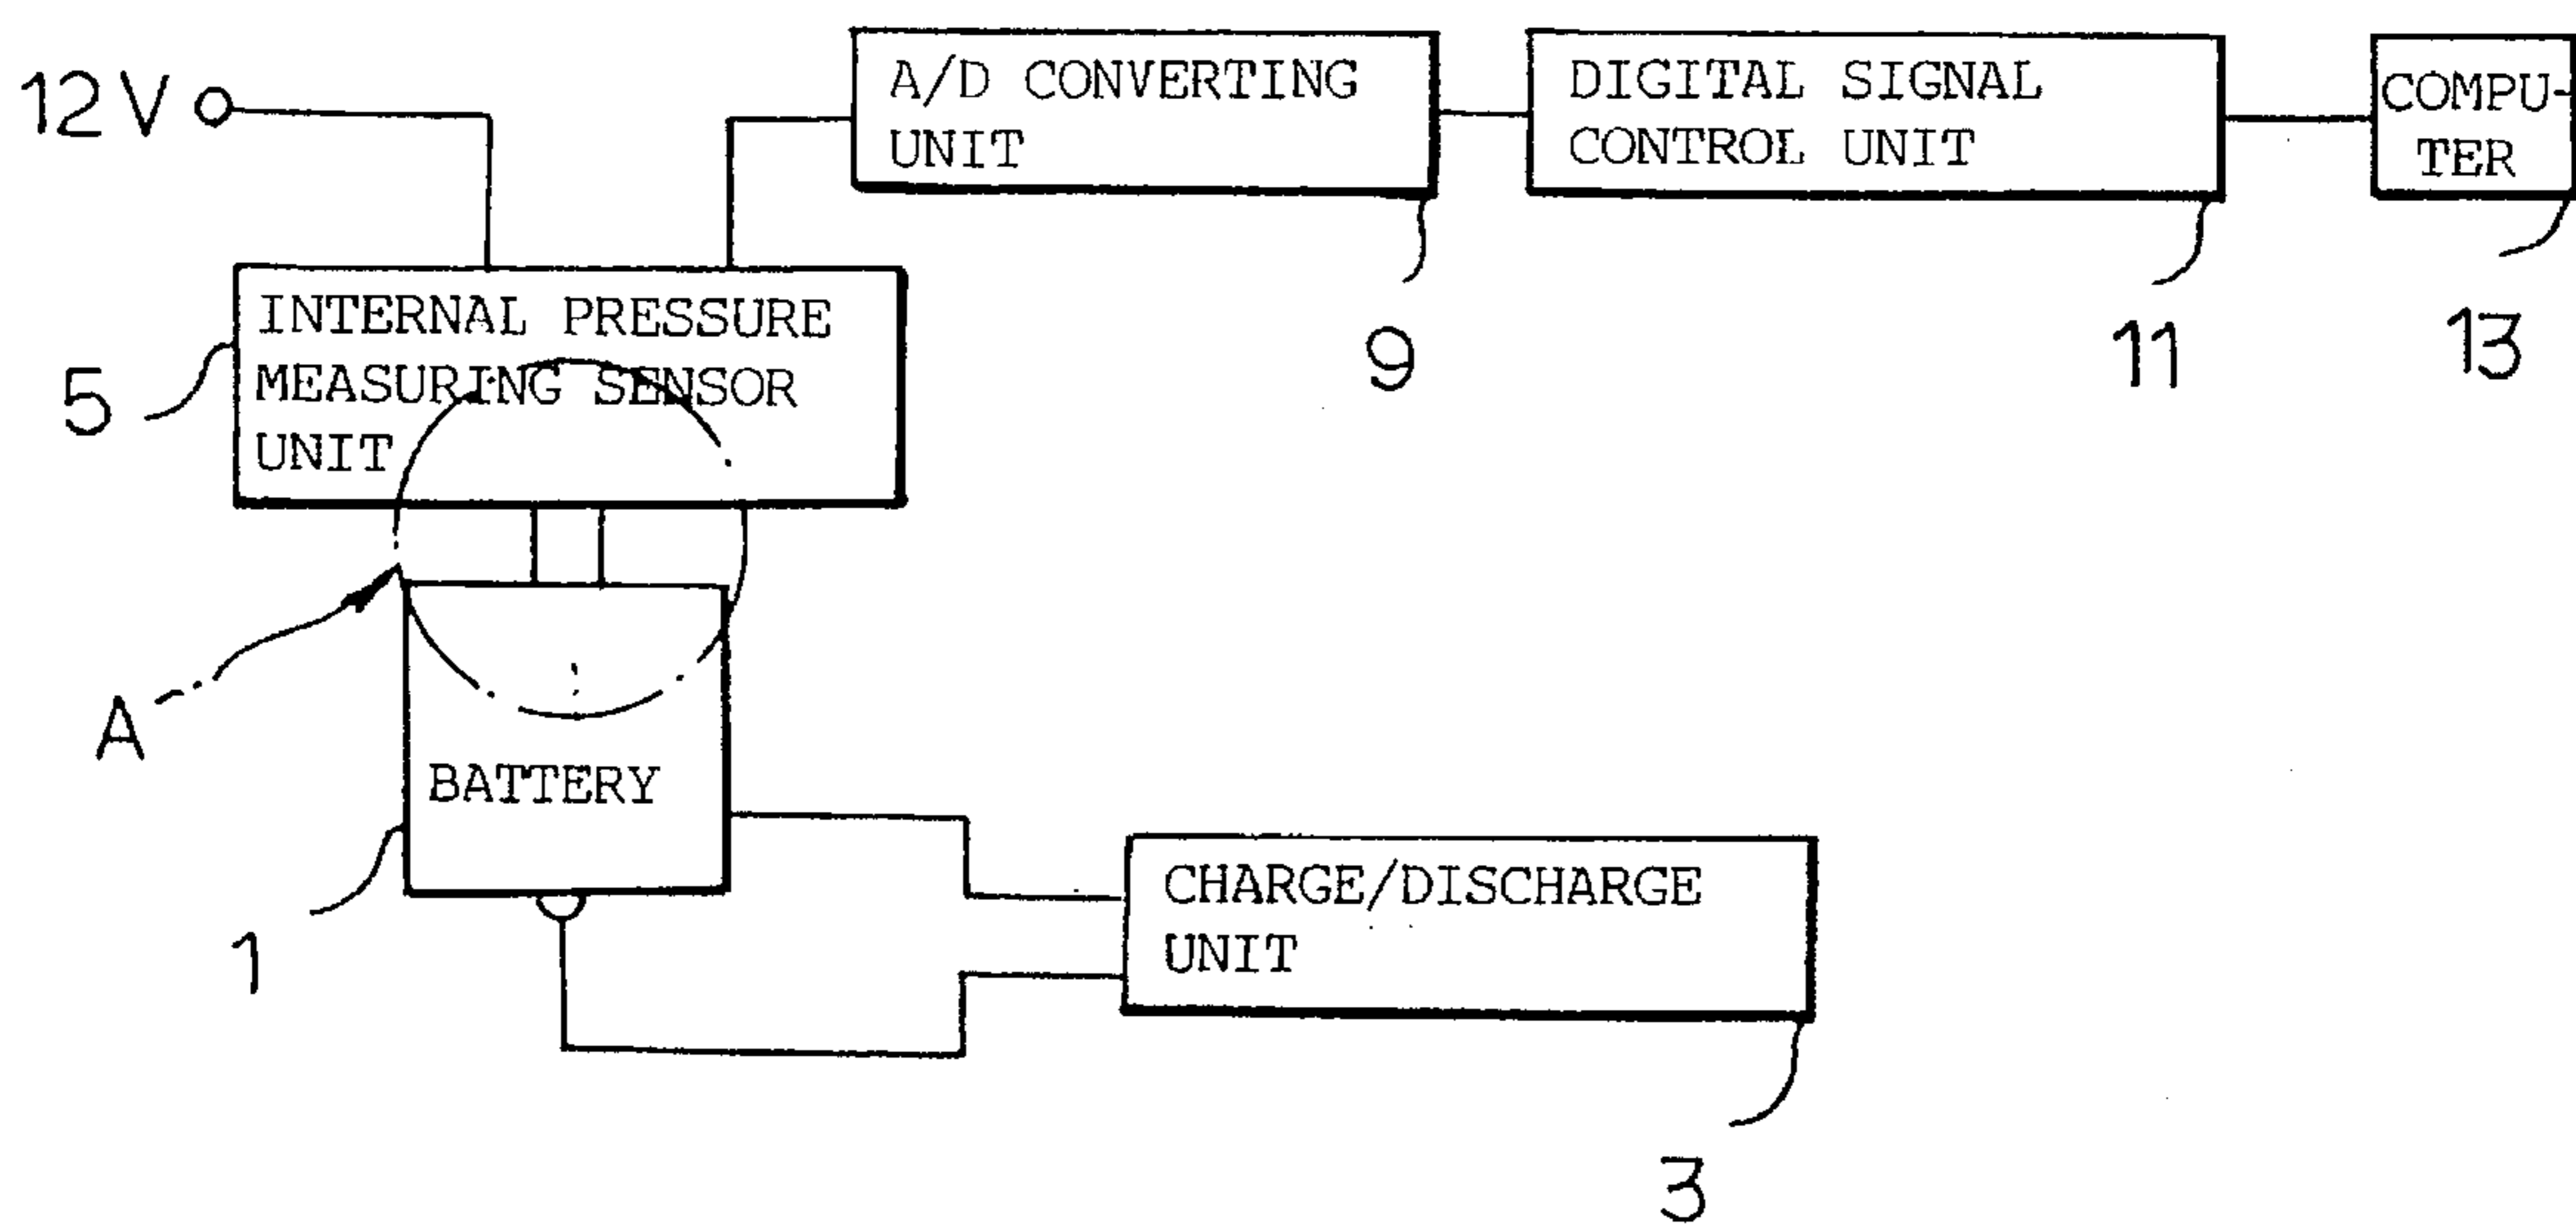 12V
A/D CONVERTING
UNIT
DIGITAL SIGNAL
CONTROL UNIT
COMPU-
TER
9
11
13
INTERNAL PRESSURE
MEASURING SENSOR
UNIT
5
A
BATTERY
1
CHARGE/DISCHARGE
UNIT
3